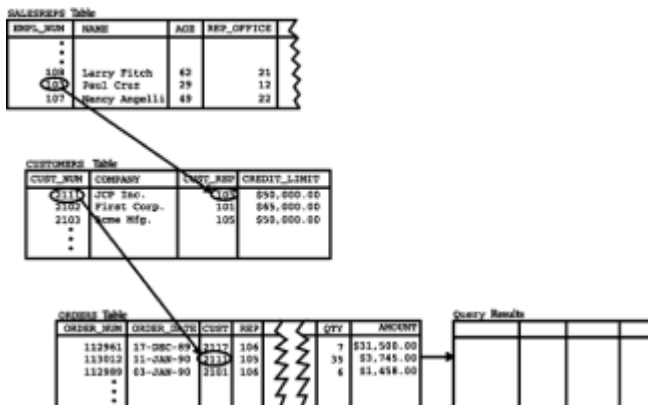 SALESREPS Table
EMPL_NUM NAME AGE REP_OFFICE
Larry Fitch 62 21
Paul Cruz 29 12
107 Nancy Angelli 49 22
CUSTOMERS Table
CUST_NUM COMPANY CUST_REP CREDIT_LIMIT
2111 JCP Inc. 103 $50,000.00
2102 First Corp. 101 $65,000.00
2103 Acme Mfg. 105 $50,000.00
ORDERS Table
ORDER_NUM ORDER_DATE CUST REP QTY AMOUNT
112961 17-DEC-89 2117 106 7 $31,500.00
113012 11-JAN-90 2111 105 35 $3,745.00
112989 03-JAN-90 2101 106 6 $1,458.00
Query Results